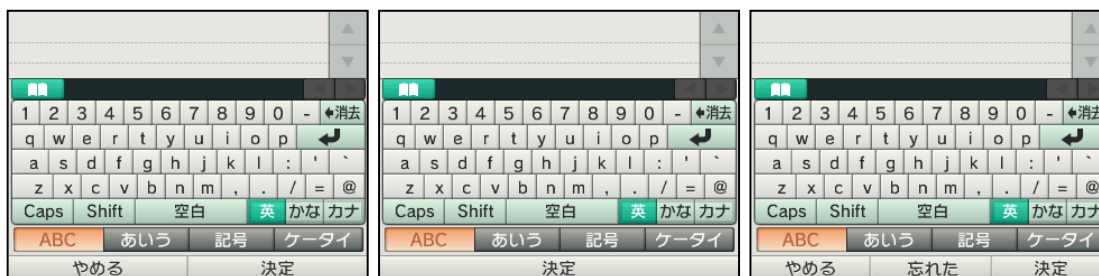 1 2 3 4 5 6 7 8 9 0 - 消去
q w e r t y u i o p
a s d f g h j k l : ' `
z x c v b n m , . / = @
Caps Shift 空白 英 かな カナ
ABC あいう 記号 ケータイ
やめる 決定
1 2 3 4 5 6 7 8 9 0 - 消去
q w e r t y u i o p
a s d f g h j k l : ' `
z x c v b n m , . / = @
Caps Shift 空白 英 かな カナ
ABC あいう 記号 ケータイ
決定
1 2 3 4 5 6 7 8 9 0 - 消去
q w e r t y u i o p
a s d f g h j k l : ' `
z x c v b n m , . / = @
Caps Shift 空白 英 かな カナ
ABC あいう 記号 ケータイ
やめる 忘れた 決定